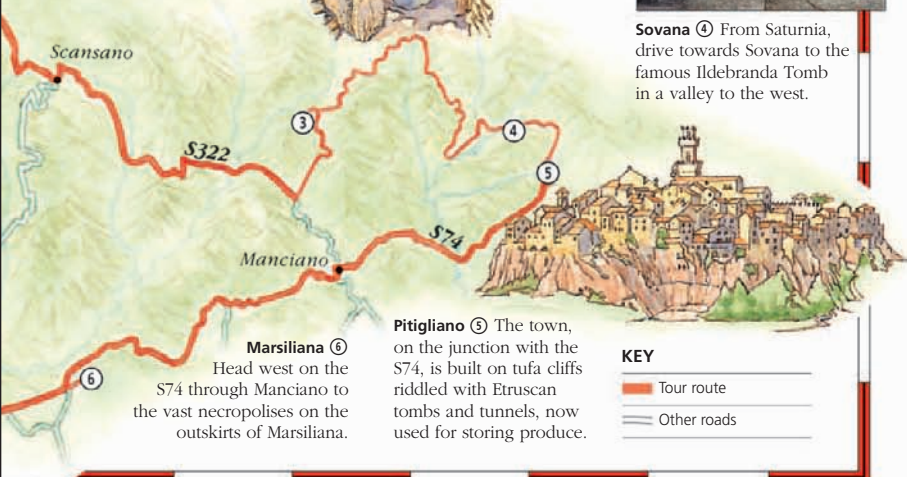 Sovana ④ From Saturnia,
drive towards Sovana to the
famous Ildebranda Tomb
in a valley to the west.
Scansano
③
S322
④
⑤
S74
Manciano
⑥
Marsiliana ⑥
Head west on the
S74 through Manciano to
the vast necropolises on the
outskirts of Marsiliana.
Pitigliano ⑤ The town,
on the junction with the
S74, is built on tufa cliffs
riddled with Etruscan
tombs and tunnels, now
used for storing produce.
KEY
Tour route
Other roads